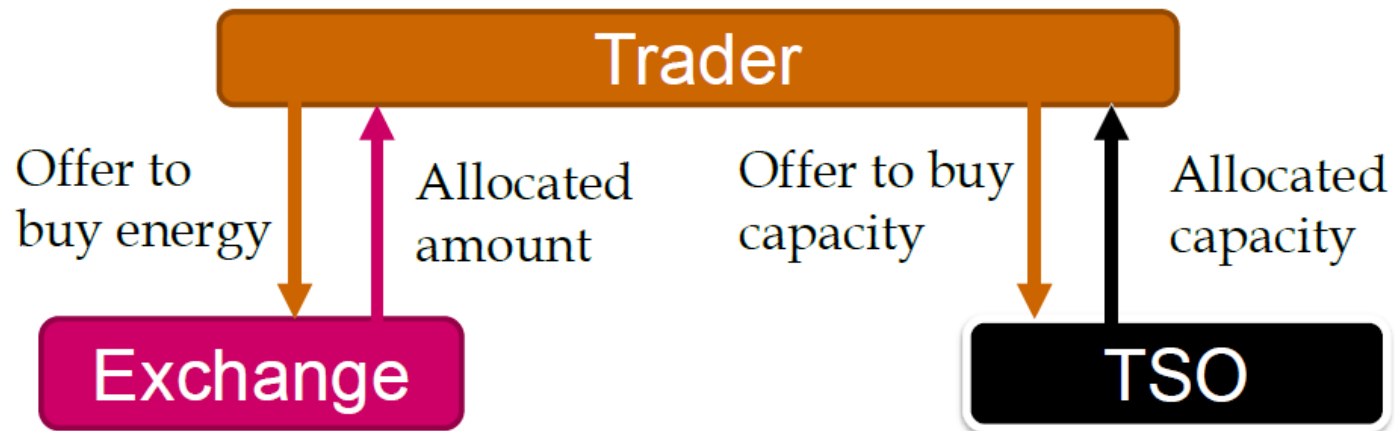 Trader
Offer to
buy energy
Allocated
amount
Offer to buy
capacity
Allocated
capacity
Exchange
TSO